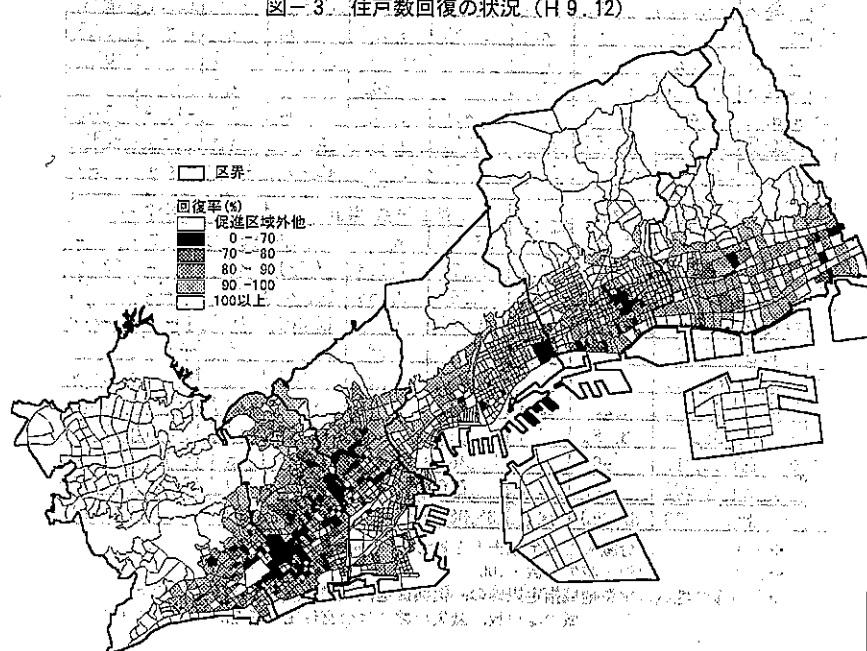 図－3 住戸数回復の状況（H9.12）
区界
回復率(%)
促進区域外他
0 - 70
70 - 80
80 - 90
90 -100
100以上